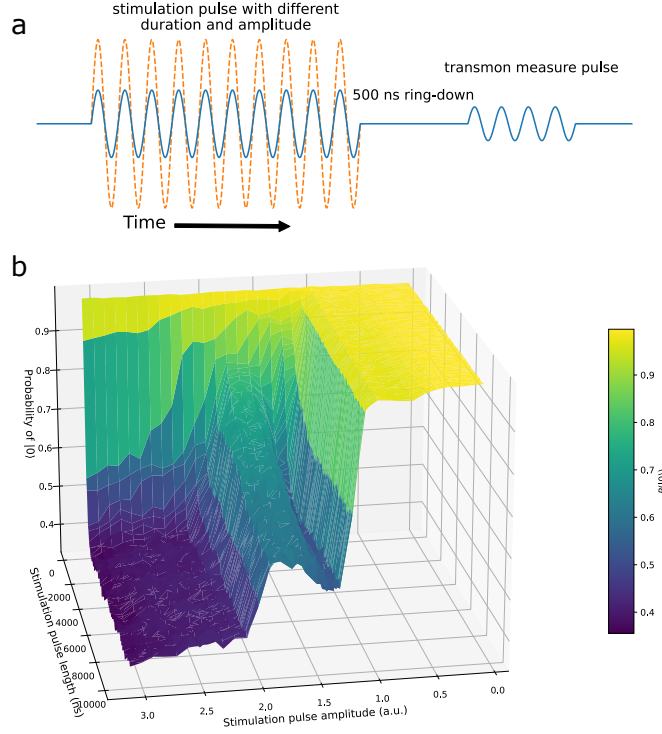 a
stimulation pulse with different
duration and amplitude
500 ns ring-down
transmon measure pulse
Time
b
Probability of |0⟩
0.9
0.8
0.7
0.6
0.5
0.4
0
2000
4000
6000
8000
10000
Stimulation pulse length (ns)
3.0
2.5
2.0
1.5
1.0
0.5
0.0
Stimulation pulse amplitude (a.u.)
0.9
0.8
0.7
0.6
0.5
0.4